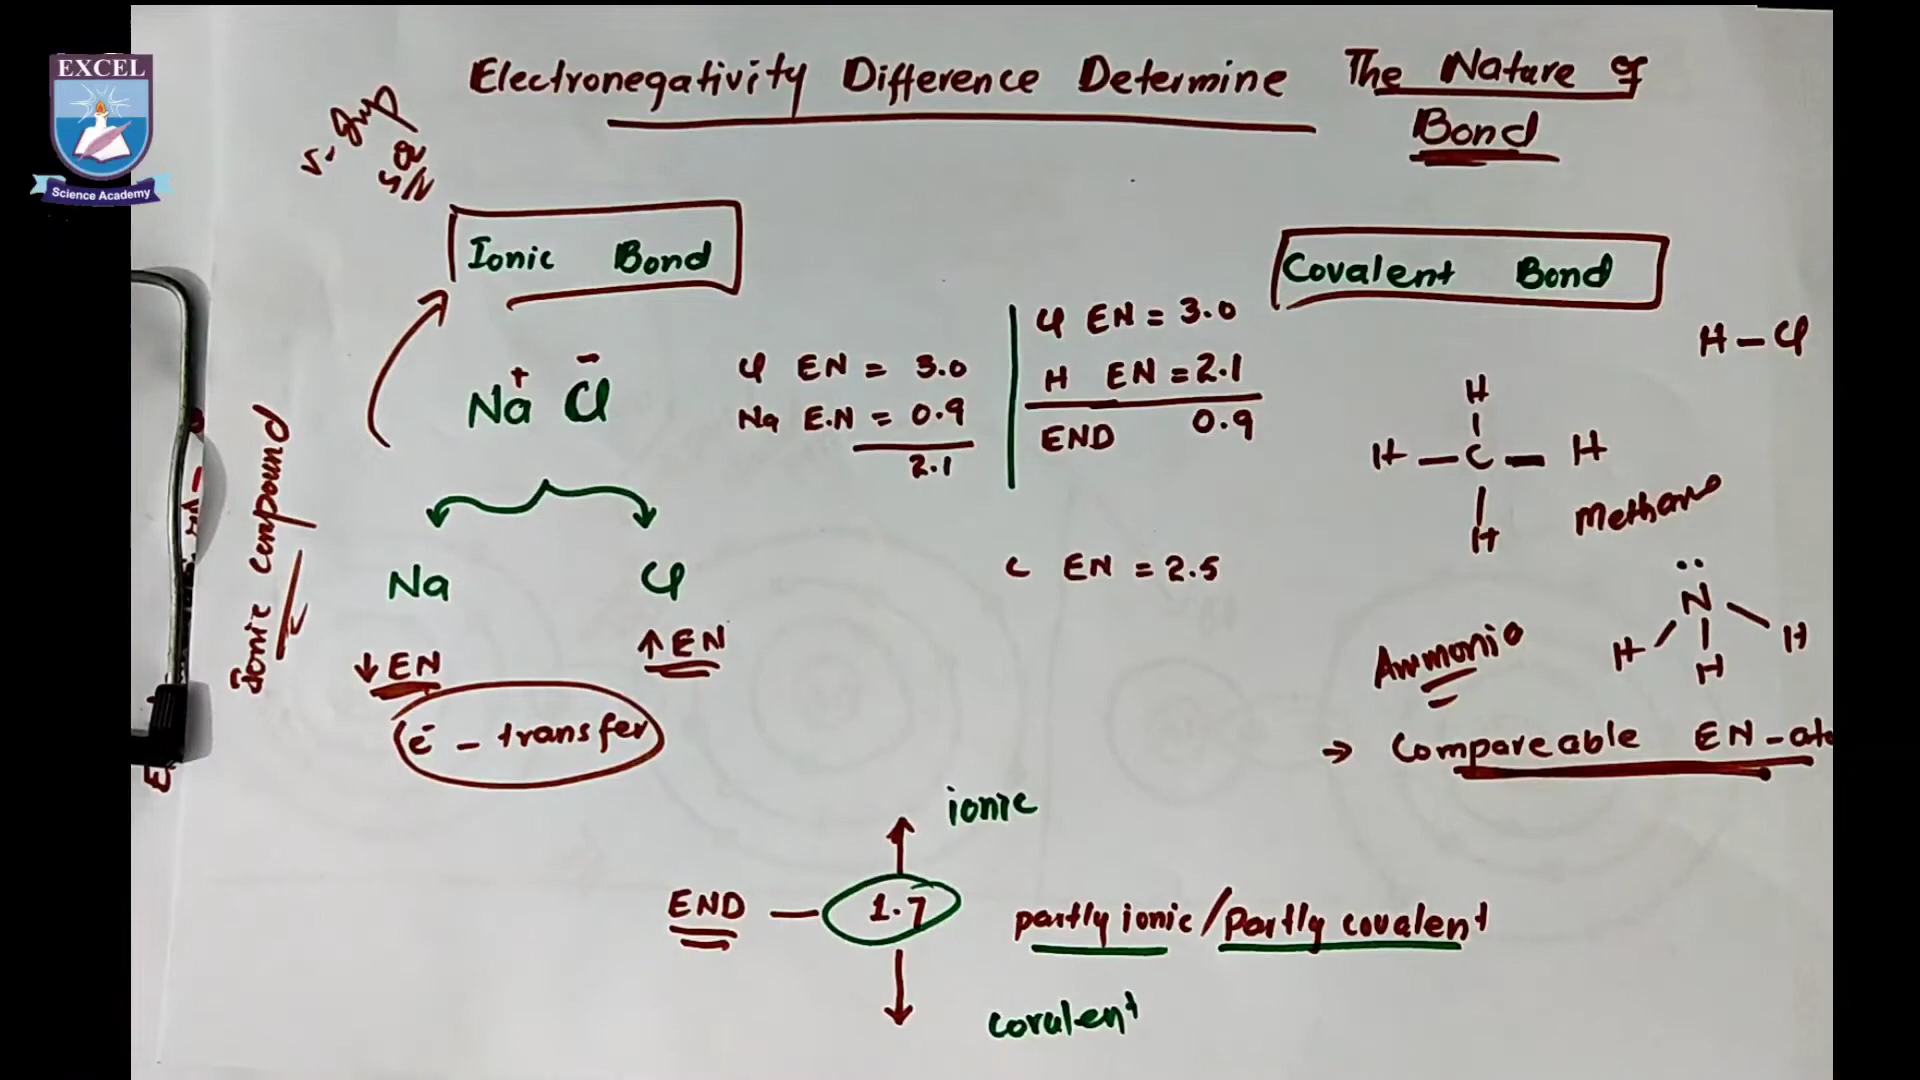 EXCEL
Science Academy
Electronegativity Difference Determine The Nature of
Bond
Ionic Bond
Na⁺ Cl⁻
Na Cl
↓EN
↑EN
e⁻ - transfer
Ionic compound
Cl EN = 3.0
Na E.N = 0.9
2.1
Cl EN = 3.0
H EN = 2.1
END 0.9
C EN = 2.5
Covalent Bond
H - Cl
H
H - C - H
H
Methane
N
H H H
Ammonia
→ Compareable EN - ato
ionic
END - 1.7 partly ionic / Partly covalent
covalent